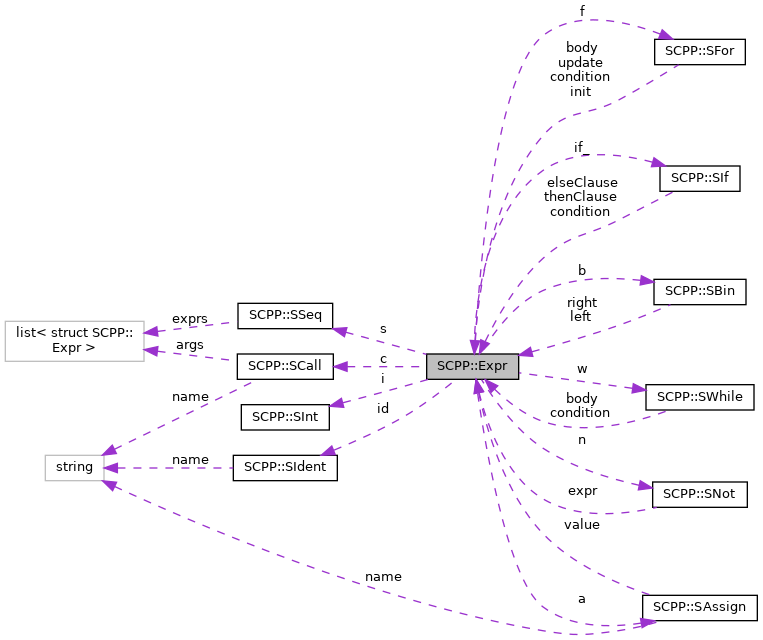 f
SCPP::SFor
body
update
condition
init
if_
SCPP::SIf
elseClause
thenClause
condition
b
SCPP::SBin
right
left
exprs
SCPP::SSeq
list< struct SCPP::
Expr >
s
args
SCPP::SCall
c
SCPP::Expr
w
i
name
SCPP::SWhile
body
condition
SCPP::SInt
id
n
string
name
SCPP::SIdent
expr
SCPP::SNot
value
name
a
SCPP::SAssign